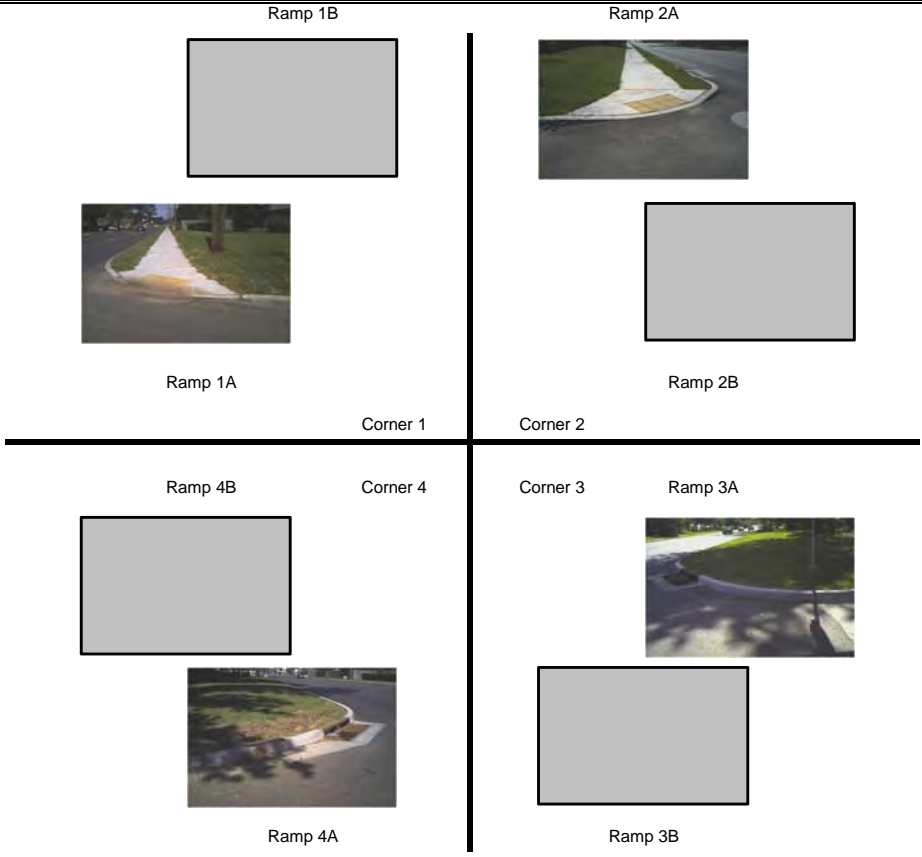 Ramp 1B
Ramp 2A
Ramp 1A
Ramp 2B
Corner 1
Corner 2
Ramp 4B
Corner 4
Corner 3
Ramp 3A
Ramp 4A
Ramp 3B